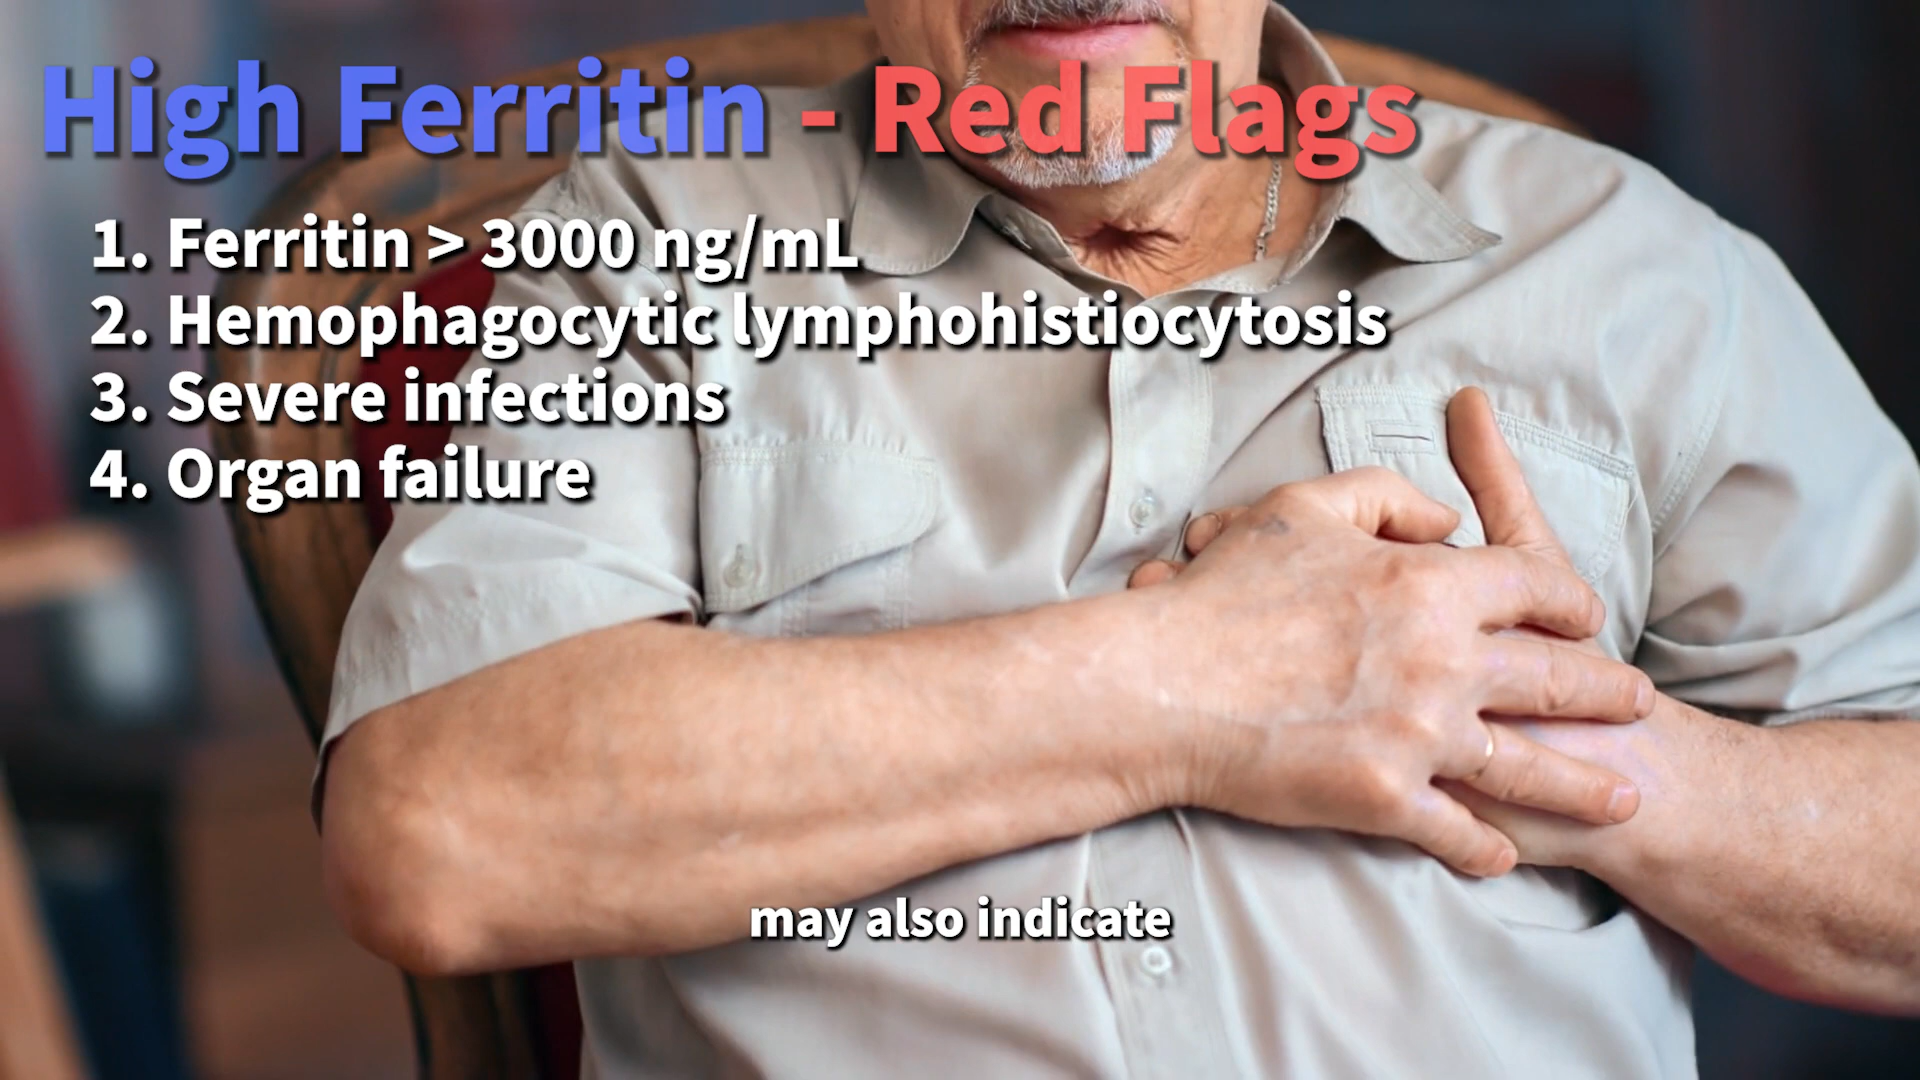 High Ferritin - Red Flags
1. Ferritin > 3000 ng/mL
2. Hemophagocytic lymphohistiocytosis
3. Severe infections
4. Organ failure
may also indicate